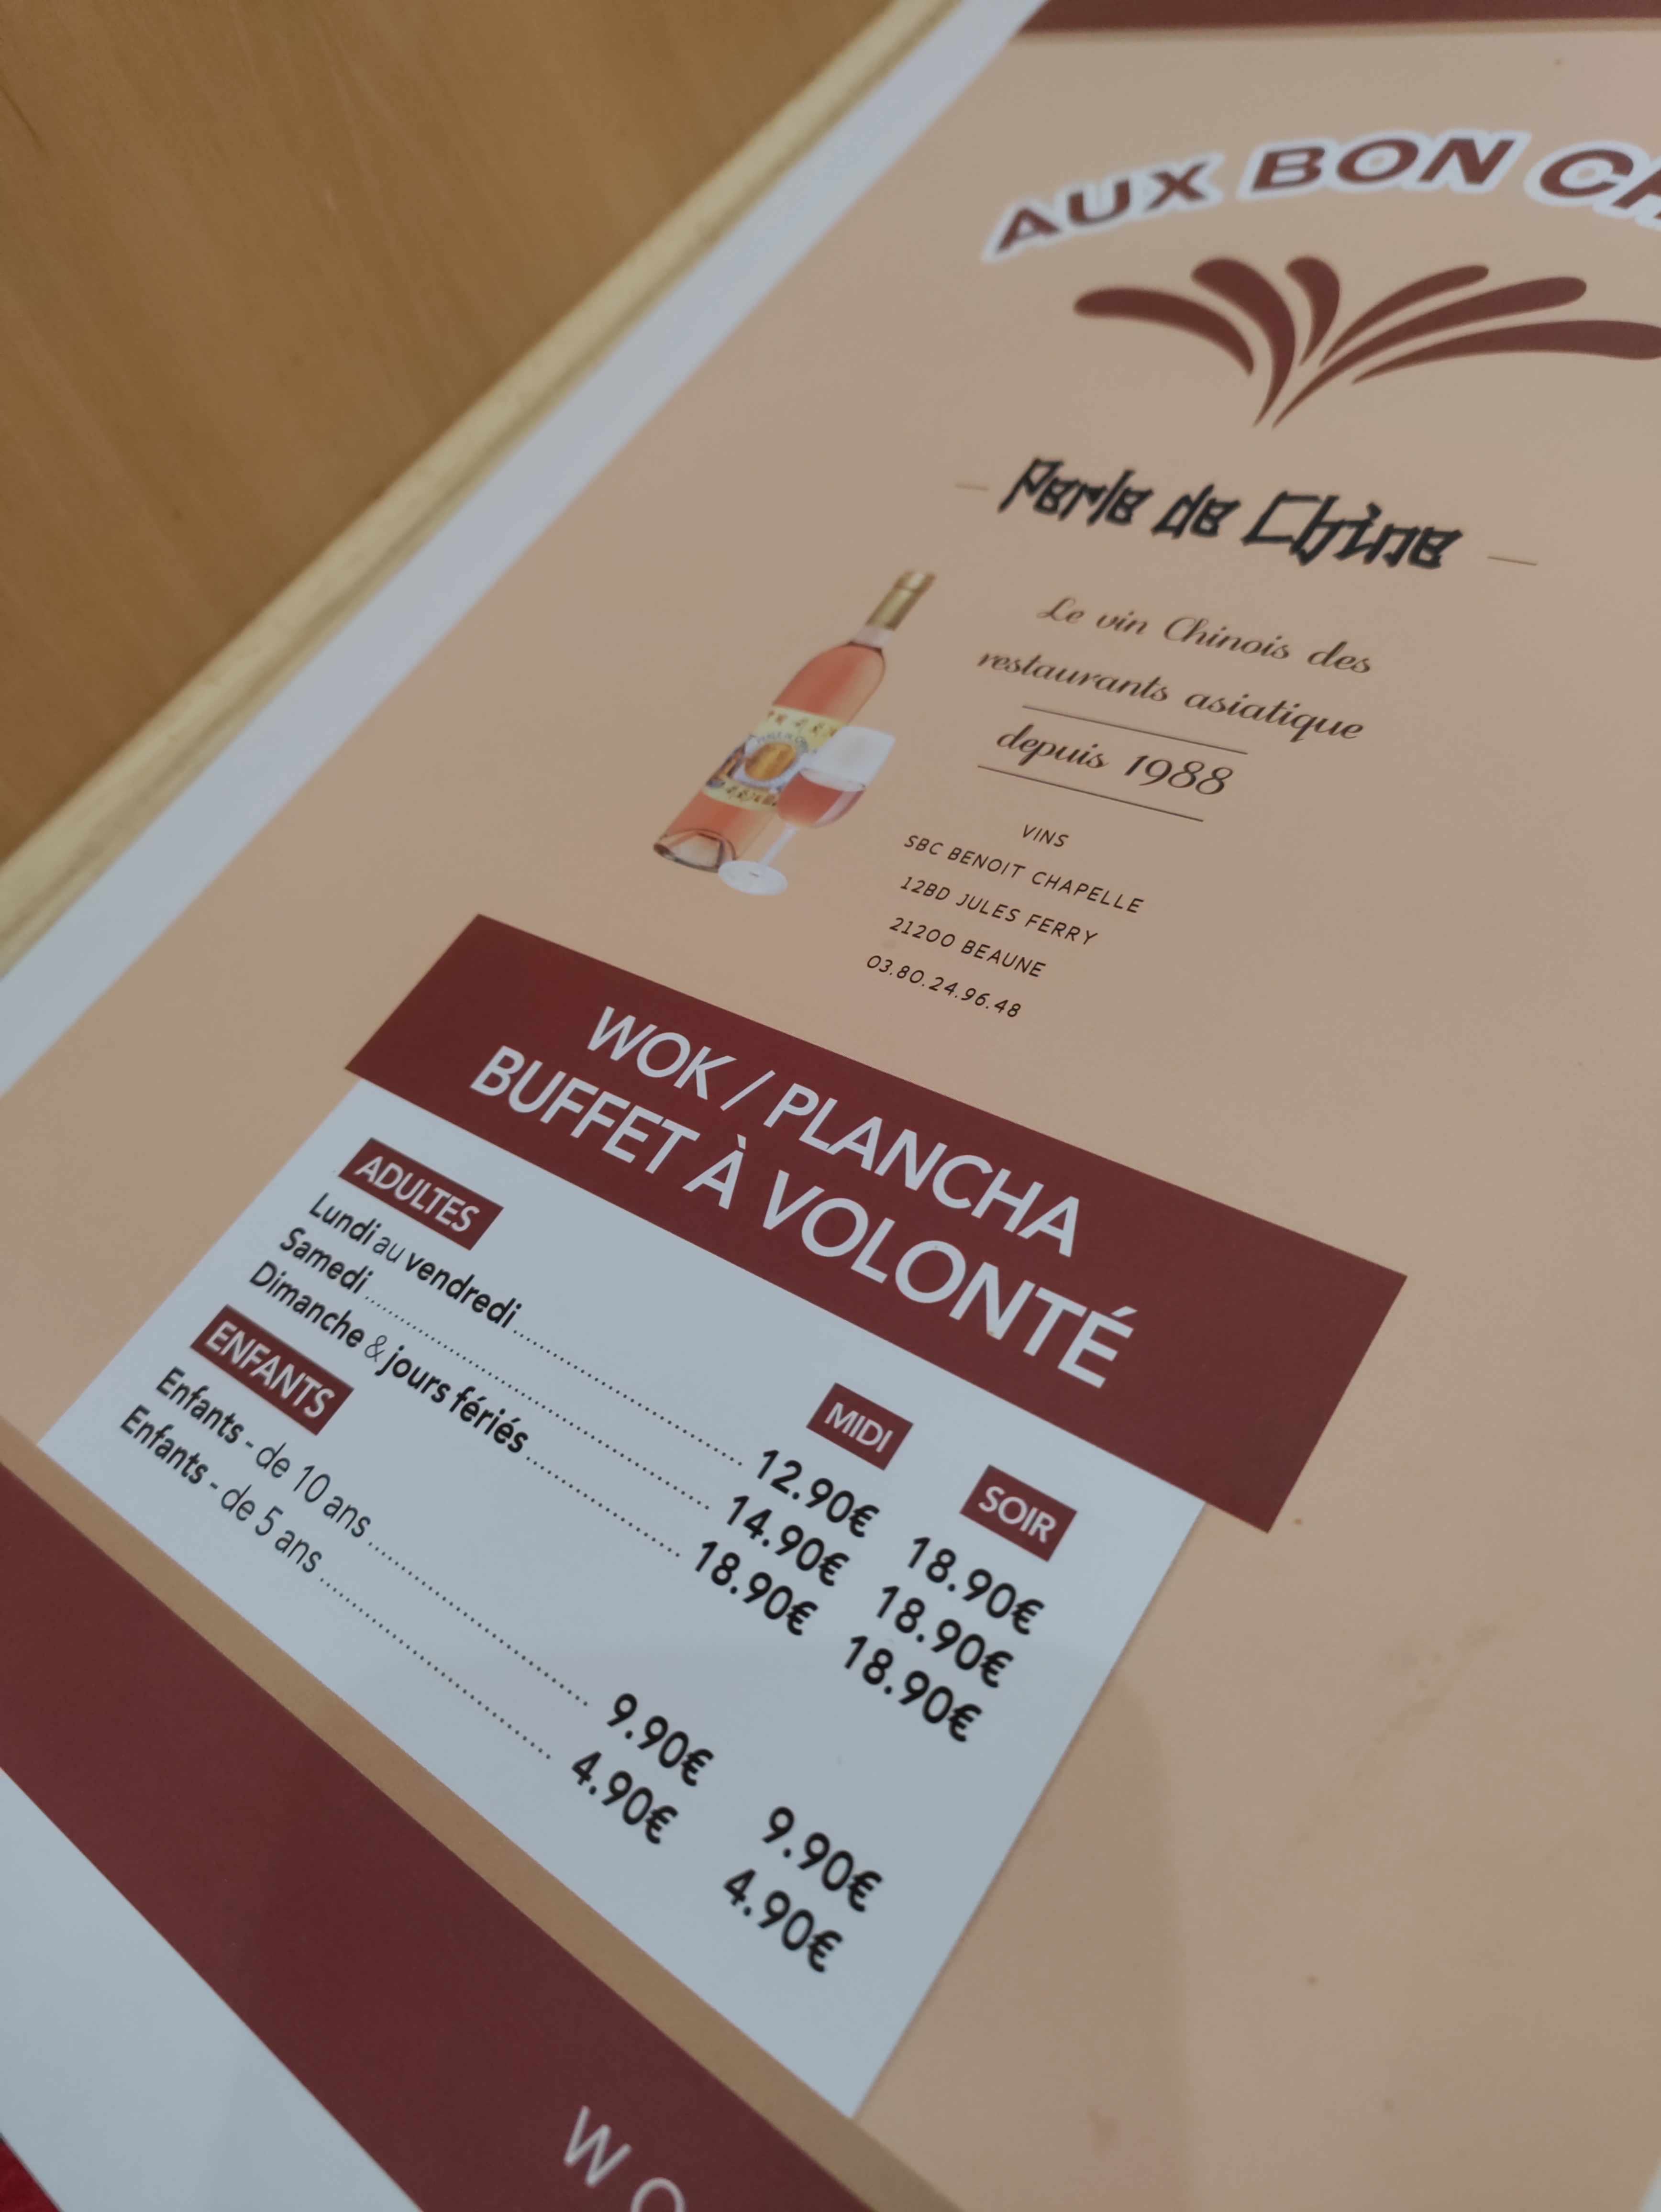 AUX BON
Perle de Chine
Le vin Chinois des
restaurants asiatique
depuis 1988
VINS
SBC BENOIT CHAPELLE
12BD JULES FERRY
21200 BEAUNE
03.80.24.96.48
WOK / PLANCHA
BUFFET À VOLONTÉ
ADULTES MIDI SOIR
Lundi au vendredi 12.90€ 18.90€
Samedi 14.90€ 18.90€
Dimanche & jours fériés 18.90€ 18.90€
ENFANTS
Enfants - de 10 ans 9.90€ 9.90€
Enfants - de 5 ans 4.90€ 4.90€